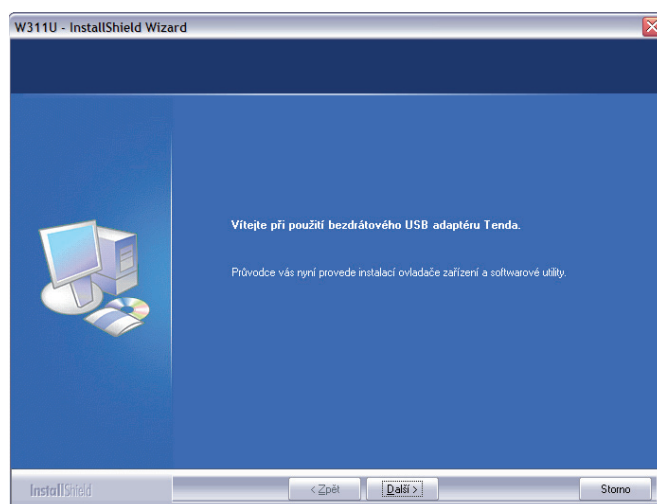 W311U - InstallShield Wizard
Vítejte při použití bezdrátového USB adaptéru Tenda.
Průvodce vás nyní provede instalací ovladače zařízení a softwarové utility.
InstallShield
< Zpět
Další >
Storno